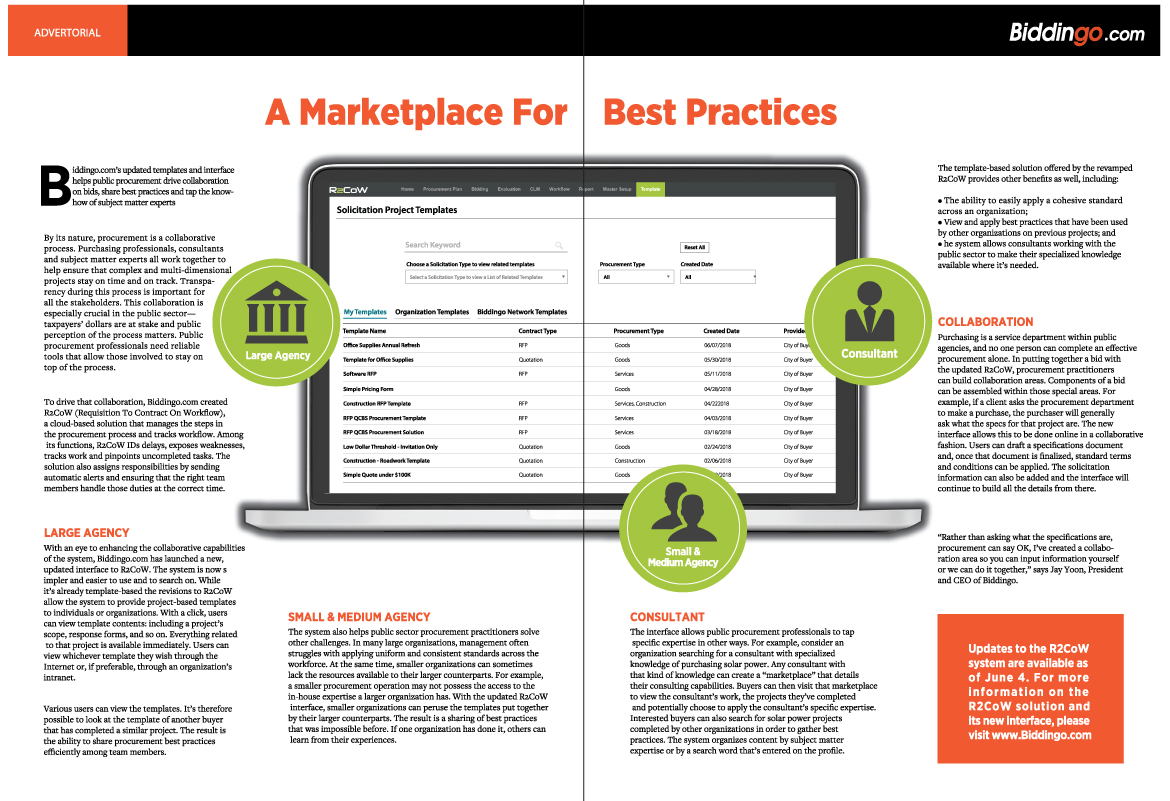 ADVERTORIAL
Biddingo.com
A Marketplace For Best Practices
Biddingo.com's updated templates and interface
helps public procurement drive collaboration
on bids, share best practices and tap the know-
how of subject matter experts
By its nature, procurement is a collaborative
process. Purchasing professionals, consultants
and subject matter experts all work together to
help ensure that complex and multi-dimensional
projects stay on time and on track. Transpa-
rency during this process is important for
all the stakeholders. This collaboration is
especially crucial in the public sector—
taxpayers' dollars are at stake and public
perception of the process matters. Public
procurement professionals need reliable
tools that allow those involved to stay on
top of the process.
To drive that collaboration, Biddingo.com created
R2CoW (Requisition To Contract On Workflow),
a cloud-based solution that manages the steps in
the procurement process and tracks workflow. Among
its functions, R2CoW IDs delays, exposes weaknesses,
tracks work and pinpoints uncompleted tasks. The
solution also assigns responsibilities by sending
automatic alerts and ensuring that the right team
members handle those duties at the correct time.
LARGE AGENCY
With an eye to enhancing the collaborative capabilities
of the system, Biddingo.com has launched a new,
updated interface to R2CoW. The system is now s
impler and easier to use and to search on. While
it's already template-based the revisions to R2CoW
allow the system to provide project-based templates
to individuals or organizations. With a click, users
can view template contents: including a project's
scope, response forms, and so on. Everything related
to that project is available immediately. Users can
view whichever template they wish through the
Internet or, if preferable, through an organization's
intranet.
Various users can view the templates. It's therefore
possible to look at the template of another buyer
that has completed a similar project. The result is
the ability to share procurement best practices
efficiently among team members.
R2CoW Home Procurement Plan Bidding Evaluation CLM Workflow Report Master Setup Template
Solicitation Project Templates
Search Keyword Reset All
Choose a Solicitation Type to view related templates Procurement Type Created Date
Select a Solicitation Type to view a List of Related Templates All All
My Templates Organization Templates Biddingo Network Templates
Template Name Contract Type Procurement Type Created Date
Office Supplies Annual Refresh RFP Goods 06/07/2018 City of Buy
Template for Office Supplies Quotation Goods 05/30/2018 City of Buyer
Software RFP RFP Services 05/11/2018 City of Buyer
Simple Pricing Form Goods 04/28/2018 City of Buyer
Construction RFP Template RFP Services, Construction 04/222018 City of Buyer
RFP QCBS Procurement Template RFP Services 04/03/2018 City of Buyer
RFP QCBS Procurement Solution RFP Services 03/18/2018 City of Buyer
Low Dollar Threshold - Invitation Only Quotation Goods 02/24/2018 City of Buyer
Construction - Roadwork Template Quotation Construction 02/06/2018 City of Buyer
Simple Quote under $100K Quotation Goods City of Buyer
Large Agency
Consultant
Small &
Medium Agency
SMALL & MEDIUM AGENCY
The system also helps public sector procurement practitioners solve
other challenges. In many large organizations, management often
struggles with applying uniform and consistent standards across the
workforce. At the same time, smaller organizations can sometimes
lack the resources available to their larger counterparts. For example,
a smaller procurement operation may not possess the access to the
in-house expertise a larger organization has. With the updated R2CoW
interface, smaller organizations can peruse the templates put together
by their larger counterparts. The result is a sharing of best practices
that was impossible before. If one organization has done it, others can
learn from their experiences.
CONSULTANT
The interface allows public procurement professionals to tap
specific expertise in other ways. For example, consider an
organization searching for a consultant with specialized
knowledge of purchasing solar power. Any consultant with
that kind of knowledge can create a "marketplace" that details
their consulting capabilities. Buyers can then visit that marketplace
to view the consultant's work, the projects they've completed
and potentially choose to apply the consultant's specific expertise.
Interested buyers can also search for solar power projects
completed by other organizations in order to gather best
practices. The system organizes content by subject matter
expertise or by a search word that's entered on the profile.
The template-based solution offered by the revamped
R2CoW provides other benefits as well, including:
● The ability to easily apply a cohesive standard
across an organization;
● View and apply best practices that have been used
by other organizations on previous projects; and
● he system allows consultants working with the
public sector to make their specialized knowledge
available where it's needed.
COLLABORATION
Purchasing is a service department within public
agencies, and no one person can complete an effective
procurement alone. In putting together a bid with
the updated R2CoW, procurement practitioners
can build collaboration areas. Components of a bid
can be assembled within those special areas. For
example, if a client asks the procurement department
to make a purchase, the purchaser will generally
ask what the specs for that project are. The new
interface allows this to be done online in a collaborative
fashion. Users can draft a specifications document
and, once that document is finalized, standard terms
and conditions can be applied. The solicitation
information can also be added and the interface will
continue to build all the details from there.
"Rather than asking what the specifications are,
procurement can say OK, I've created a collabo-
ration area so you can input information yourself
or we can do it together," says Jay Yoon, President
and CEO of Biddingo.
Updates to the R2CoW
system are available as
of June 4. For more
information on the
R2CoW solution and
its new interface, please
visit www.Biddingo.com